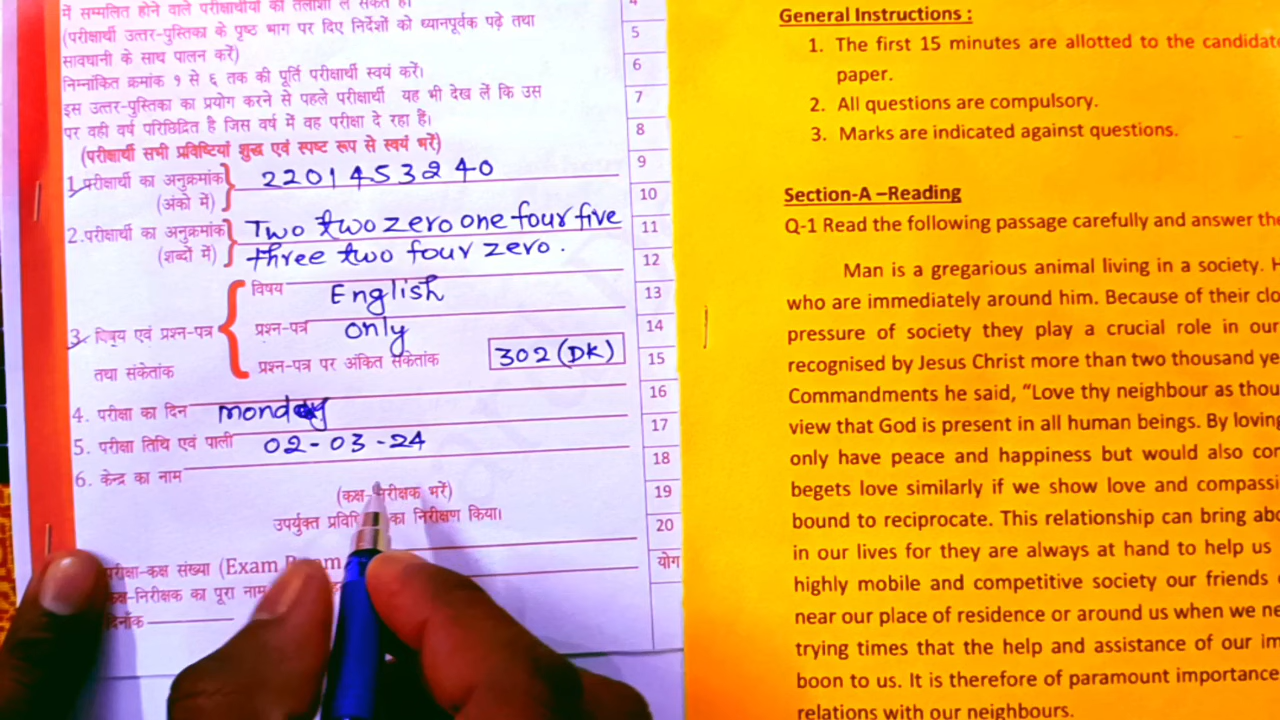 में सम्मलित होने वाले परीक्षार्थीयों की तलाशी ले सकते हैं।
(परीक्षार्थी उत्तर-पुस्तिका के पृष्ठ भाग पर दिए निर्देशों को ध्यानपूर्वक पढ़े तथा
सावधानी के साथ पालन करें)
निम्नांकित क्रमांक १ से ६ तक की पूर्ति परीक्षार्थी स्वयं करें।
इस उत्तर-पुस्तिका का प्रयोग करने से पहले परीक्षार्थी यह भी देख लें कि उस
पर वही वर्ष परिछिद्रित है जिस वर्ष में वह परीक्षा दे रहा हैं।
(परीक्षार्थी सभी प्रविष्टियां शुद्ध एवं स्पष्ट रूप से स्वयं भरें)
1. परीक्षार्थी का अनुक्रमांक 2201453240
(अंको में)
2.परीक्षार्थी का अनुक्रमांक Two two zero one four five
(शब्दों में) three two four zero.
विषय English
3. विषय एवं प्रश्न-पत्र प्रश्न-पत्र only
तथा संकेतांक प्रश्न-पत्र पर अंकित संकेतांक 302 (DK)
4. परीक्षा का दिन monday
5. परीक्षा तिथि एवं पाली 02-03-24
6. केन्द्र का नाम
(कक्ष-निरीक्षक भरें)
उपर्युक्त का निरीक्षण किया।
परीक्षा-कक्ष संख्या (Exam
कक्ष-निरीक्षक का पूरा नाम
दिनाँक
4
5
6
7
8
9
10
11
12
13
14
15
16
17
18
19
20
योग
General Instructions :
1. The first 15 minutes are allotted to the
paper.
2. All questions are compulsory.
3. Marks are indicated against questions.
Section-A –Reading
Q-1 Read the following passage carefully and answer
Man is a gregarious animal living in a society.
who are immediately around him. Because of their
pressure of society they play a crucial role in our
recognised by Jesus Christ more than two thousand
Commandments he said, “Love thy neighbour as
view that God is present in all human beings. By
only have peace and happiness but would also
begets love similarly if we show love and
bound to reciprocate. This relationship can bring
in our lives for they are always at hand to help us
highly mobile and competitive society our friends
near our place of residence or around us when we
trying times that the help and assistance of our
boon to us. It is therefore of paramount importance
relations with our neighbours.